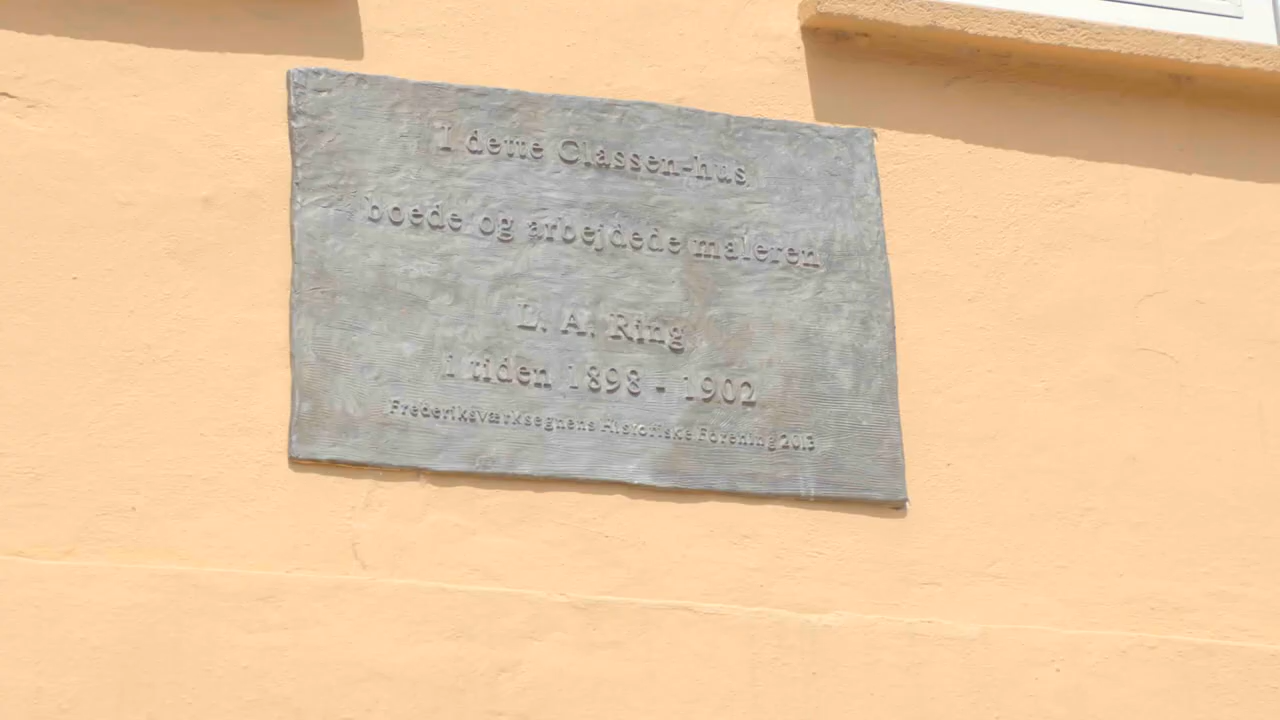 I dette Classen-hus
boede og arbejdede maleren
L. A. Ring
i tiden 1898 - 1902
Frederiksværksegnens Historiske Forening 2013